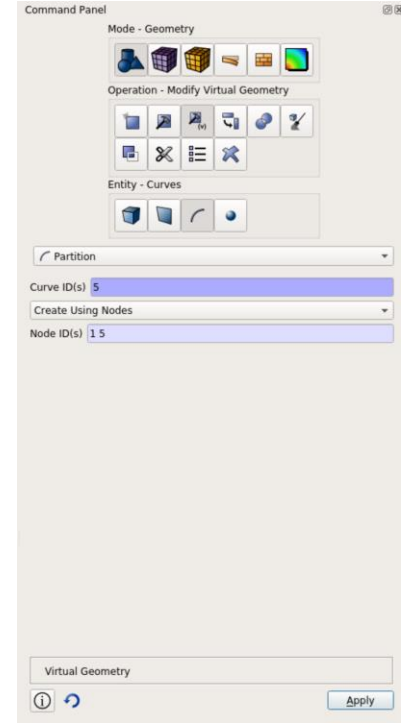 Command Panel
Mode - Geometry
Operation - Modify Virtual Geometry
(v)
Entity - Curves
Partition
Curve ID(s) 5
Create Using Nodes
Node ID(s) 1 5
Virtual Geometry
Apply